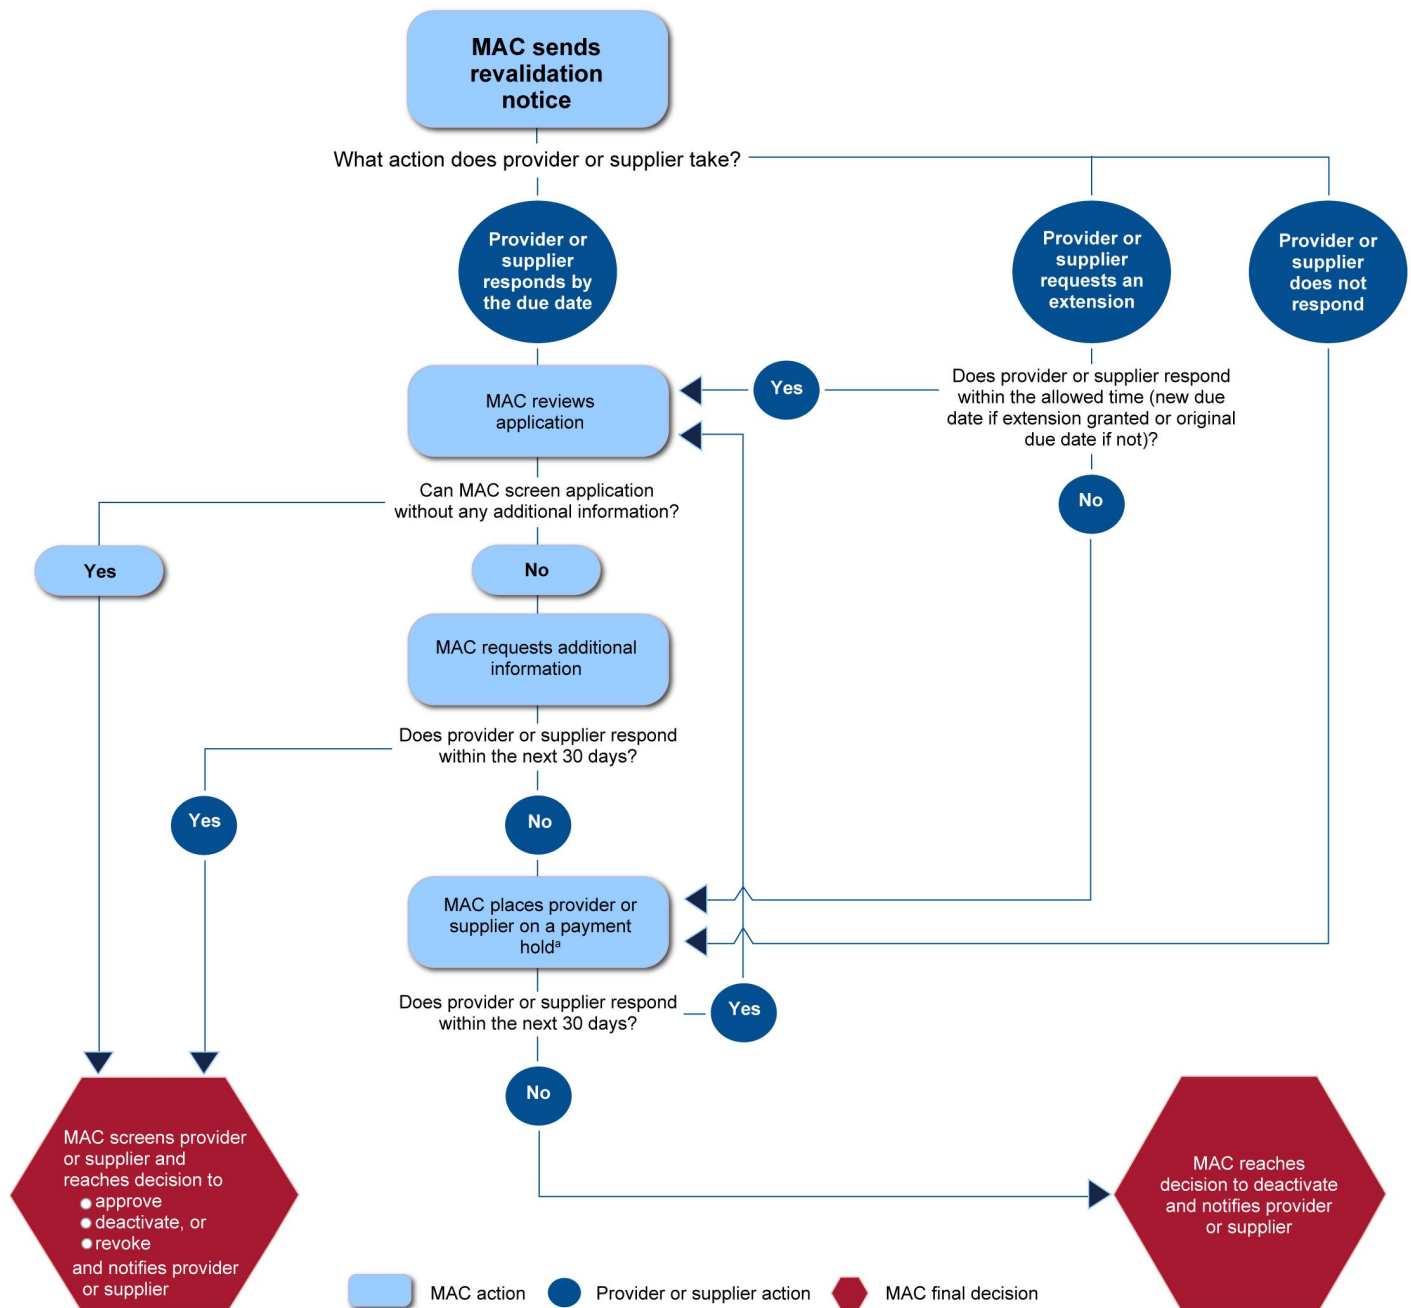 MAC sends
revalidation
notice
What action does provider or supplier take?
Provider or
supplier
responds by
the due date
Provider or
supplier
requests an
extension
Provider or
supplier
does not
respond
MAC reviews
application
Yes
Does provider or supplier respond
within the allowed time (new due
date if extension granted or original
due date if not)?
Can MAC screen application
without any additional information?
No
Yes
No
MAC requests additional
information
Does provider or supplier respond
within the next 30 days?
Yes
No
MAC places provider or
supplier on a payment
holdᵃ
Does provider or supplier respond
within the next 30 days?
Yes
No
MAC screens provider
or supplier and
reaches decision to
approve
deactivate, or
revoke
and notifies provider
or supplier
MAC reaches
decision to deactivate
and notifies provider
or supplier
MAC action
Provider or supplier action
MAC final decision